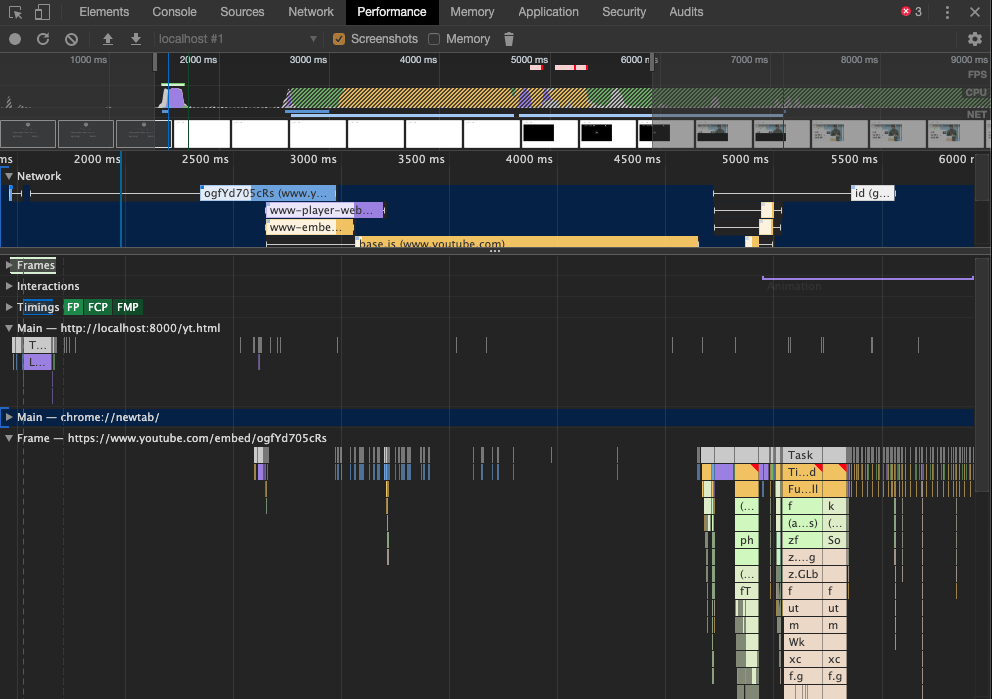 Elements Console Sources Network Performance Memory Application Security Audits 3
localhost #1 Screenshots Memory
1000 ms 2000 ms 3000 ms 4000 ms 5000 ms 6000 n 7000 ms 8000 ms 9000 ms
FPS
CPU
NET
ms 2000 ms 2500 ms 3000 ms 3500 ms 4000 ms 4500 ms 5000 ms 5500 ms 6000 r
Network
ogfYd705cRs (www.y... id (g...
www-player-web...
www-embe...
base.js (www.youtube.com)
Frames
Interactions Animation
Timings FP FCP FMP
Main — http://localhost:8000/yt.html
T...
L...
Main — chrome://newtab/
Frame — https://www.youtube.com/embed/ogfYd705cRs
Task
Ti...d
Fu...ll
(... f k
(a...s) (...
ph zf So
z....g
(... z.GLb
fT f f
ut ut
m m
Wk
xc xc
f.g f.g